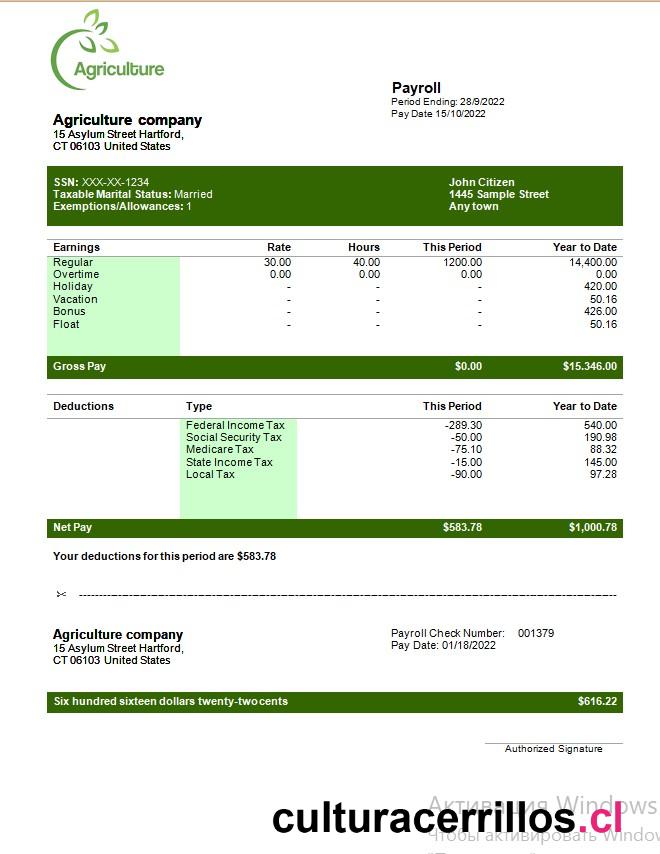 Agriculture
Payroll
Period Ending: 28/9/2022
Pay Date 15/10/2022
Agriculture company
15 Asylum Street Hartford,
CT 06103 United States
SSN: XXX-XX-1234
Taxable Marital Status: Married
Exemptions/Allowances: 1
John Citizen
1445 Sample Street
Any town
Earnings Rate Hours This Period Year to Date
Regular 30.00 40.00 1200.00 14,400.00
Overtime 0.00 0.00 0.00 0.00
Holiday - - - 420.00
Vacation - - - 50.16
Bonus - - - 426.00
Float - - - 50.16
Gross Pay $0.00 $15.346.00
Deductions Type This Period Year to Date
Federal Income Tax -289.30 540.00
Social Security Tax -50.00 190.98
Medicare Tax -75.10 88.32
State Income Tax -15.00 145.00
Local Tax -90.00 97.28
Net Pay $583.78 $1,000.78
Your deductions for this period are $583.78
Agriculture company
15 Asylum Street Hartford,
CT 06103 United States
Payroll Check Number: 001379
Pay Date: 01/18/2022
Six hundred sixteen dollars twenty-two cents $616.22
Authorized Signature
Активация Windows
culturacerrillos.cl
Чтобы активировать Window